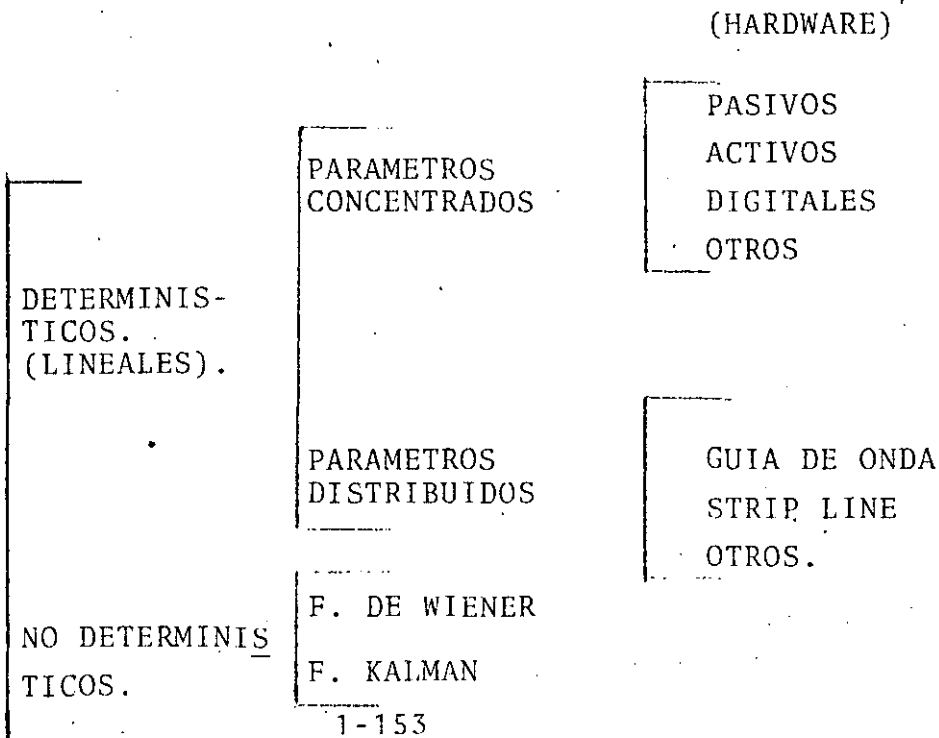 (HARDWARE)
PARAMETROS
CONCENTRADOS
PASIVOS
ACTIVOS
DIGITALES
OTROS
DETERMINIS-
TICOS.
(LINEALES).
PARAMETROS
DISTRIBUIDOS
GUIA DE ONDA
STRIP LINE
OTROS.
NO DETERMINIS
TICOS.
F. DE WIENER
F. KALMAN
1-153